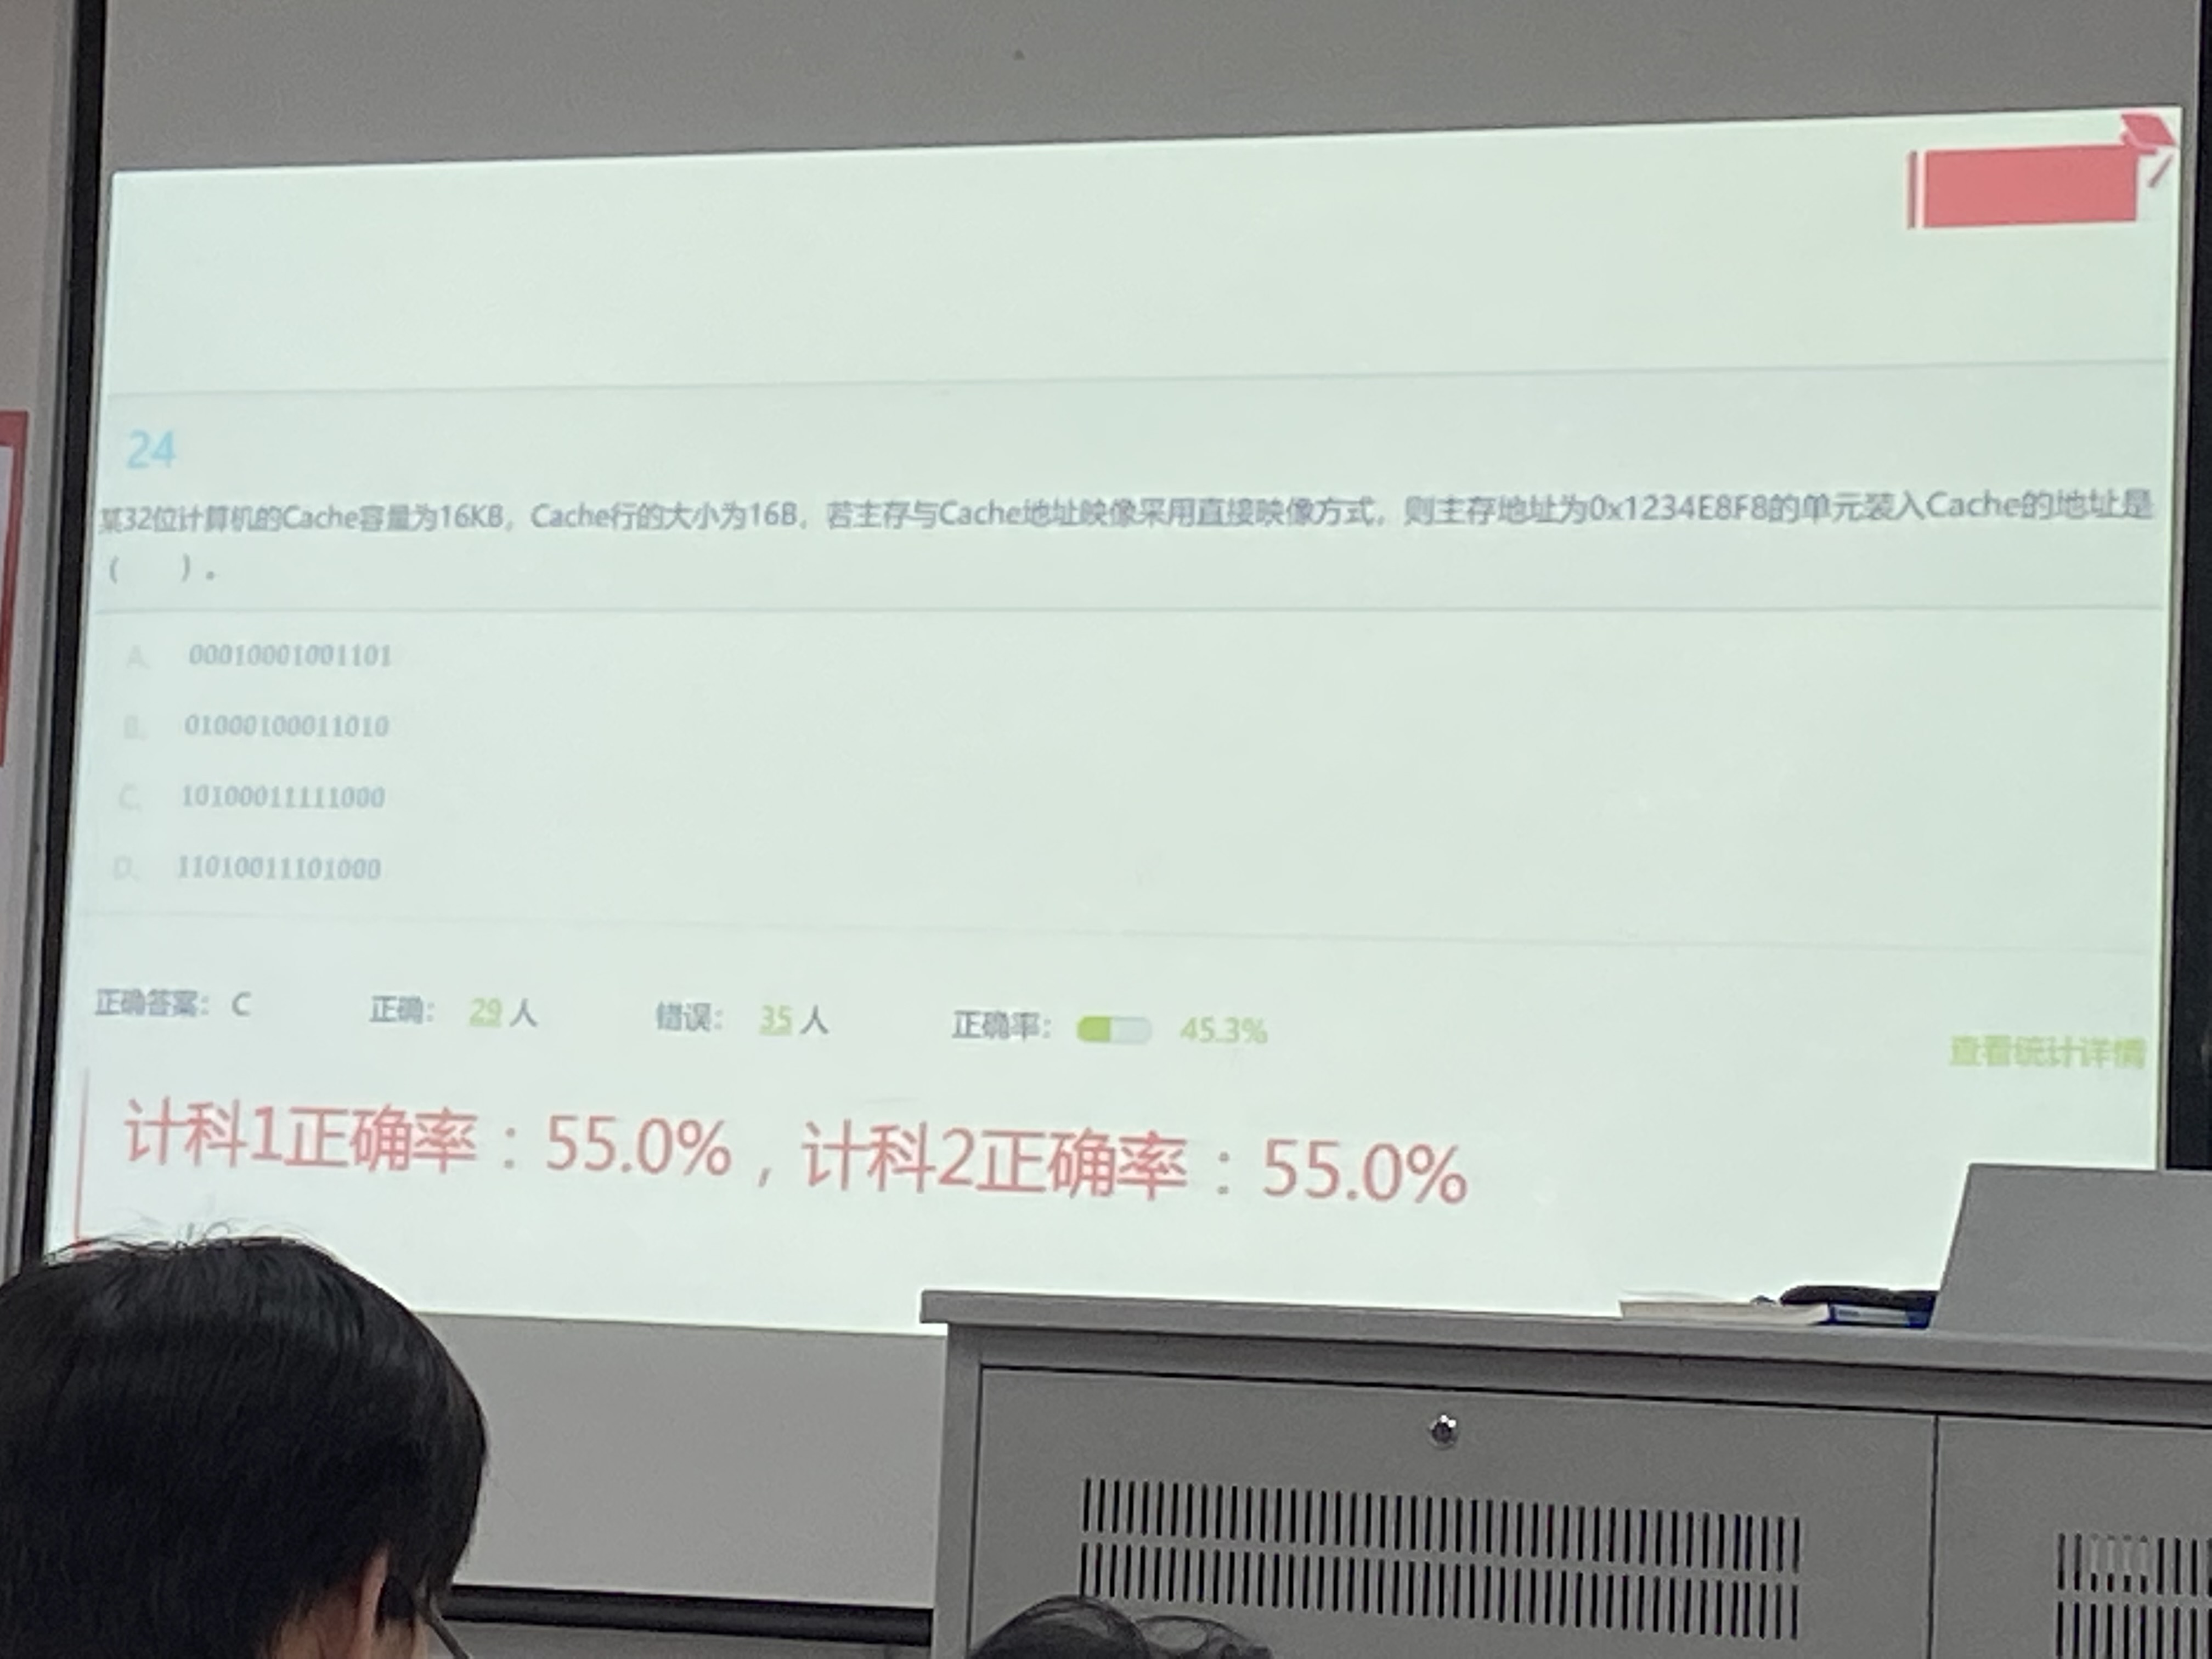 24
某32位计算机的Cache容量为16KB，Cache行的大小为16B，若主存与Cache地址映像采用直接映像方式，则主存地址为0x1234E8F8的单元装入Cache的地址是
（　　）。
A. 00010001001101
B. 01000100011010
C. 10100011111000
D. 11010011101000
正确答案： C 正确： 29人 错误： 35人 正确率： 45.3%
查看统计详情
计科1正确率：55.0%，计科2正确率：55.0%